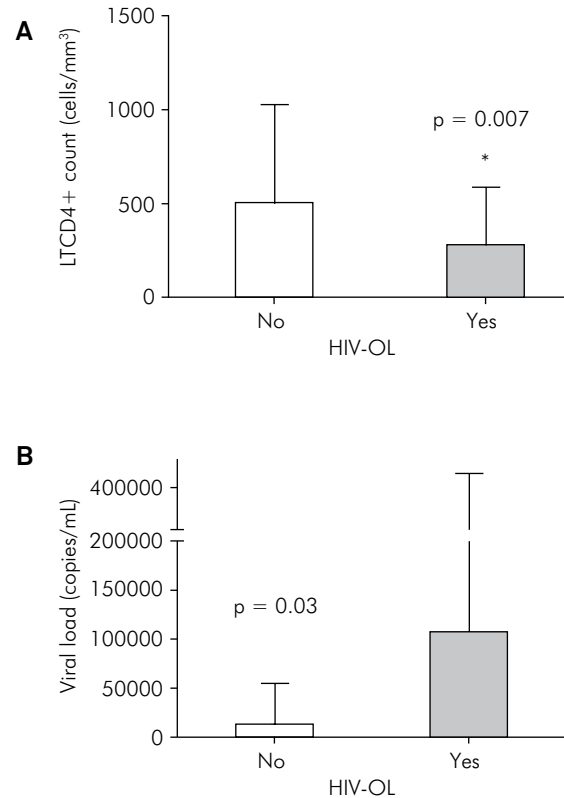 A
LTCD4+ count (cells/mm³)
1500
1000
500
0
p = 0.007
*
No
Yes
HIV-OL
B
Viral load (copies/mL)
400000
200000
150000
100000
50000
0
p = 0.03
No
Yes
HIV-OL